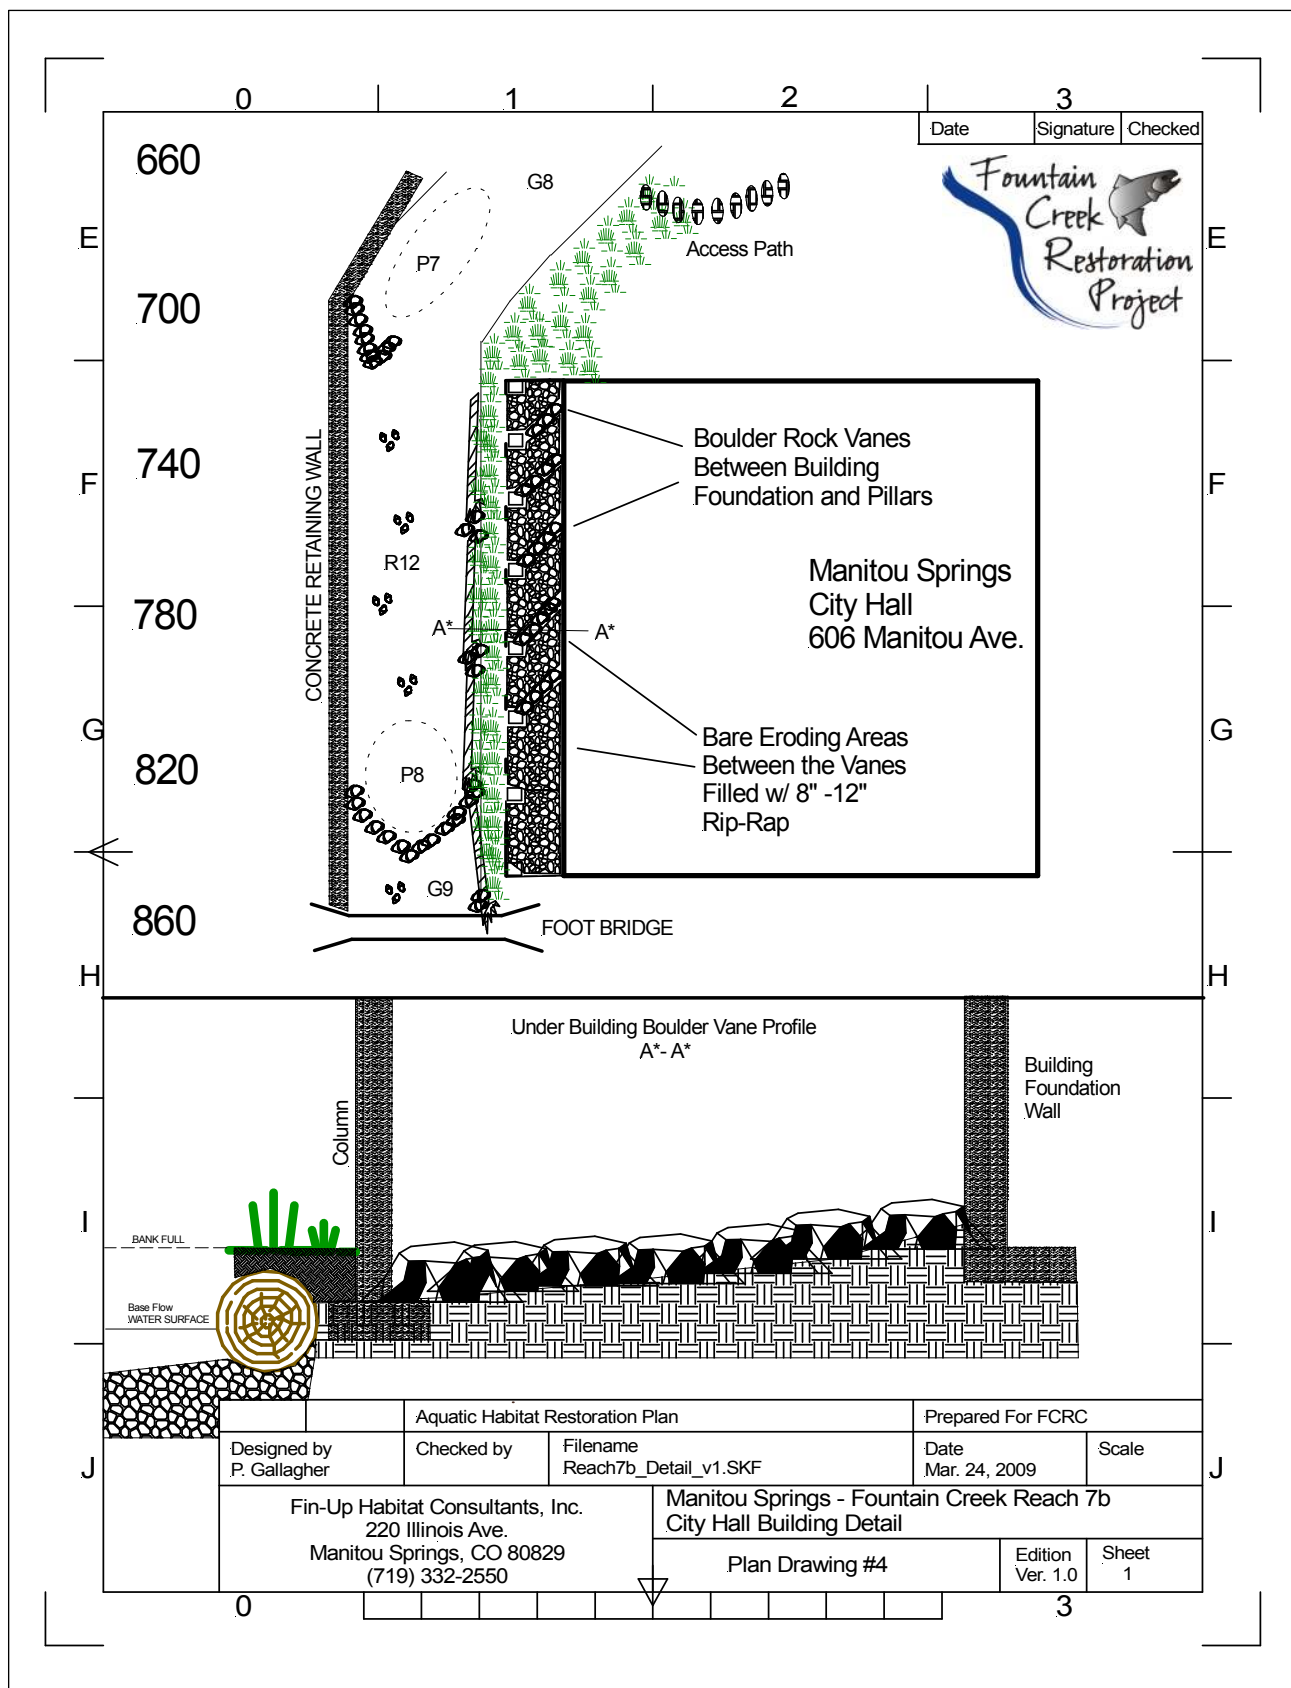 0 1 2 3
Date Signature Checked
Fountain
Creek
Restoration
Project
660
G8
E E
P7
Access Path
700
Boulder Rock Vanes
Between Building
Foundation and Pillars
740
F F
CONCRETE RETAINING WALL
R12
Manitou Springs
City Hall
606 Manitou Ave.
780
A* A*
G G
Bare Eroding Areas
Between the Vanes
Filled w/ 8" -12"
Rip-Rap
820
P8
G9
860
FOOT BRIDGE
H H
Under Building Boulder Vane Profile
A*- A*
Building
Foundation
Wall
Column
I I
BANK FULL
Base Flow
WATER SURFACE
Aquatic Habitat Restoration Plan
Prepared For FCRC
Designed by
P. Gallagher
Checked by
Filename
Reach7b_Detail_v1.SKF
Date
Mar. 24, 2009
Scale
J J
Fin-Up Habitat Consultants, Inc.
220 Illinois Ave.
Manitou Springs, CO 80829
(719) 332-2550
Manitou Springs - Fountain Creek Reach 7b
City Hall Building Detail
Plan Drawing #4
Edition
Ver. 1.0
Sheet
1
0 3